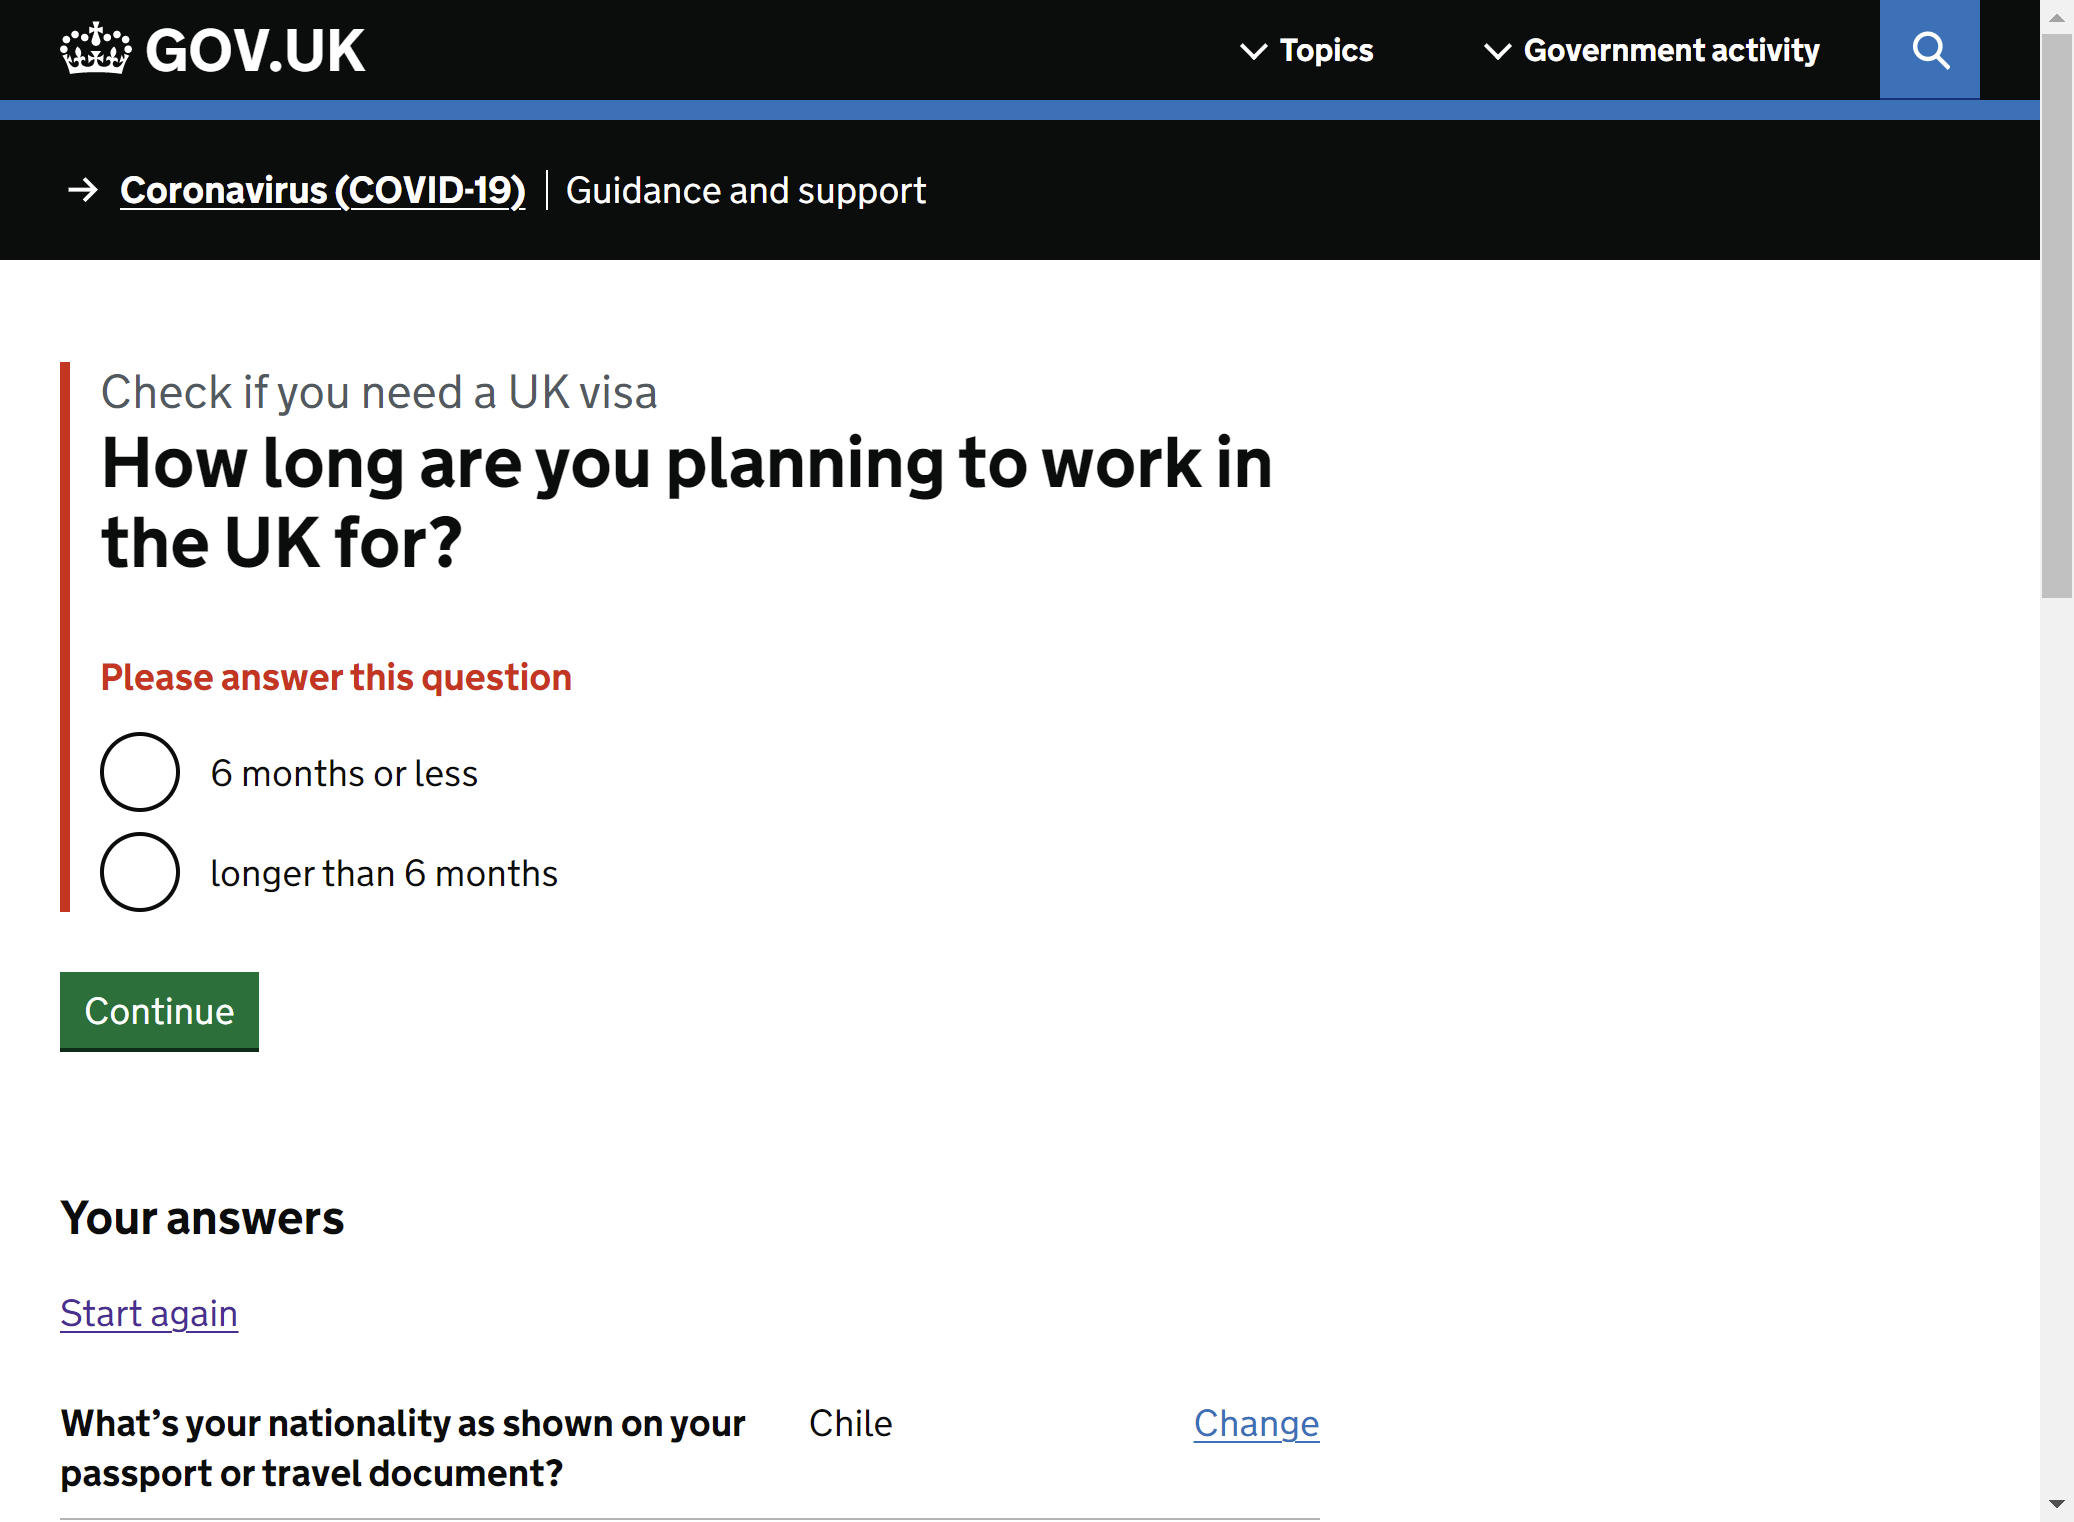 GOV.UK
Topics
Government activity
Coronavirus (COVID-19)
Guidance and support
Check if you need a UK visa
How long are you planning to work in
the UK for?
Please answer this question
6 months or less
longer than 6 months
Continue
Your answers
Start again
What’s your nationality as shown on your
passport or travel document?
Chile
Change